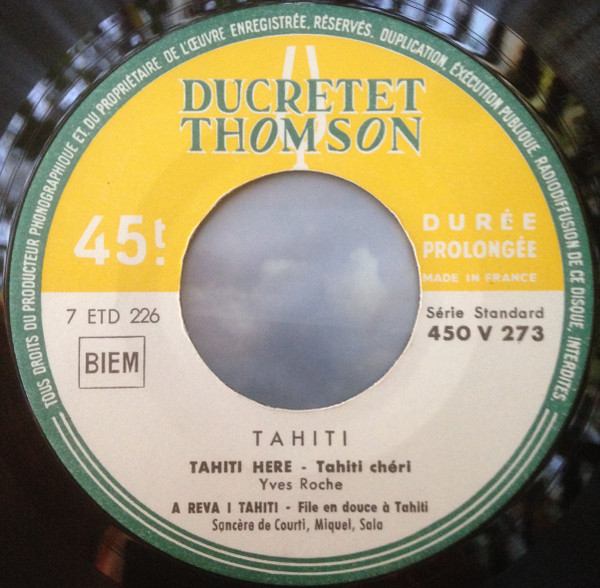 TOUS DROITS DU PRODUCTEUR PHONOGRAPHIQUE ET DU PROPRIÉTAIRE DE L'ŒUVRE ENREGISTRÉE, RÉSERVÉS. DUPLICATION, EXÉCUTION PUBLIQUE, RADIODIFFUSION DE CE DISQUE, INTERDITES.
DUCRETET
THOMSON
45t.
DURÉE
PROLONGÉE
MADE IN FRANCE
7 ETD 226
BIEM
Série Standard
450 V 273
TAHITI
TAHITI HERE - Tahiti chéri
Yves Roche
A REVA I TAHITI - File en douce à Tahiti
Sancère de Courti, Miquel, Sala